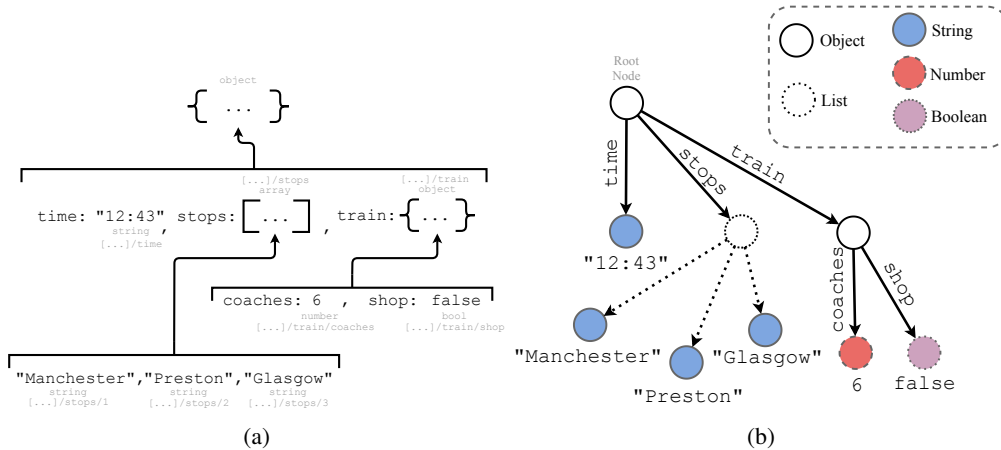 object
{ ... }
[...]/stops
array
[...]/train
object
time: "12:43", stops: [ ... ], train: { ... }
string
[...]/time
coaches: 6 , shop: false
number
[...]/train/coaches
bool
[...]/train/shop
"Manchester","Preston","Glasgow"
string string string
[...]/stops/1 [...]/stops/2 [...]/stops/3
(a)
Object
String
List
Number
Boolean
Root
Node
time
stops
train
"12:43"
coaches
shop
"Manchester"
"Glasgow"
"Preston"
6
false
(b)